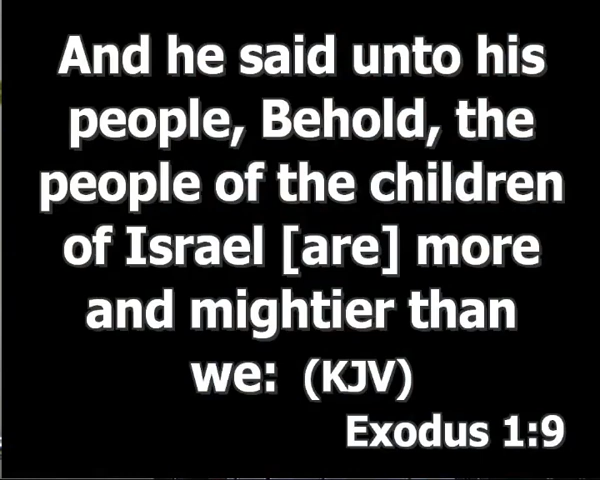 And he said unto his
people, Behold, the
people of the children
of Israel [are] more
and mightier than
we: (KJV)
Exodus 1:9